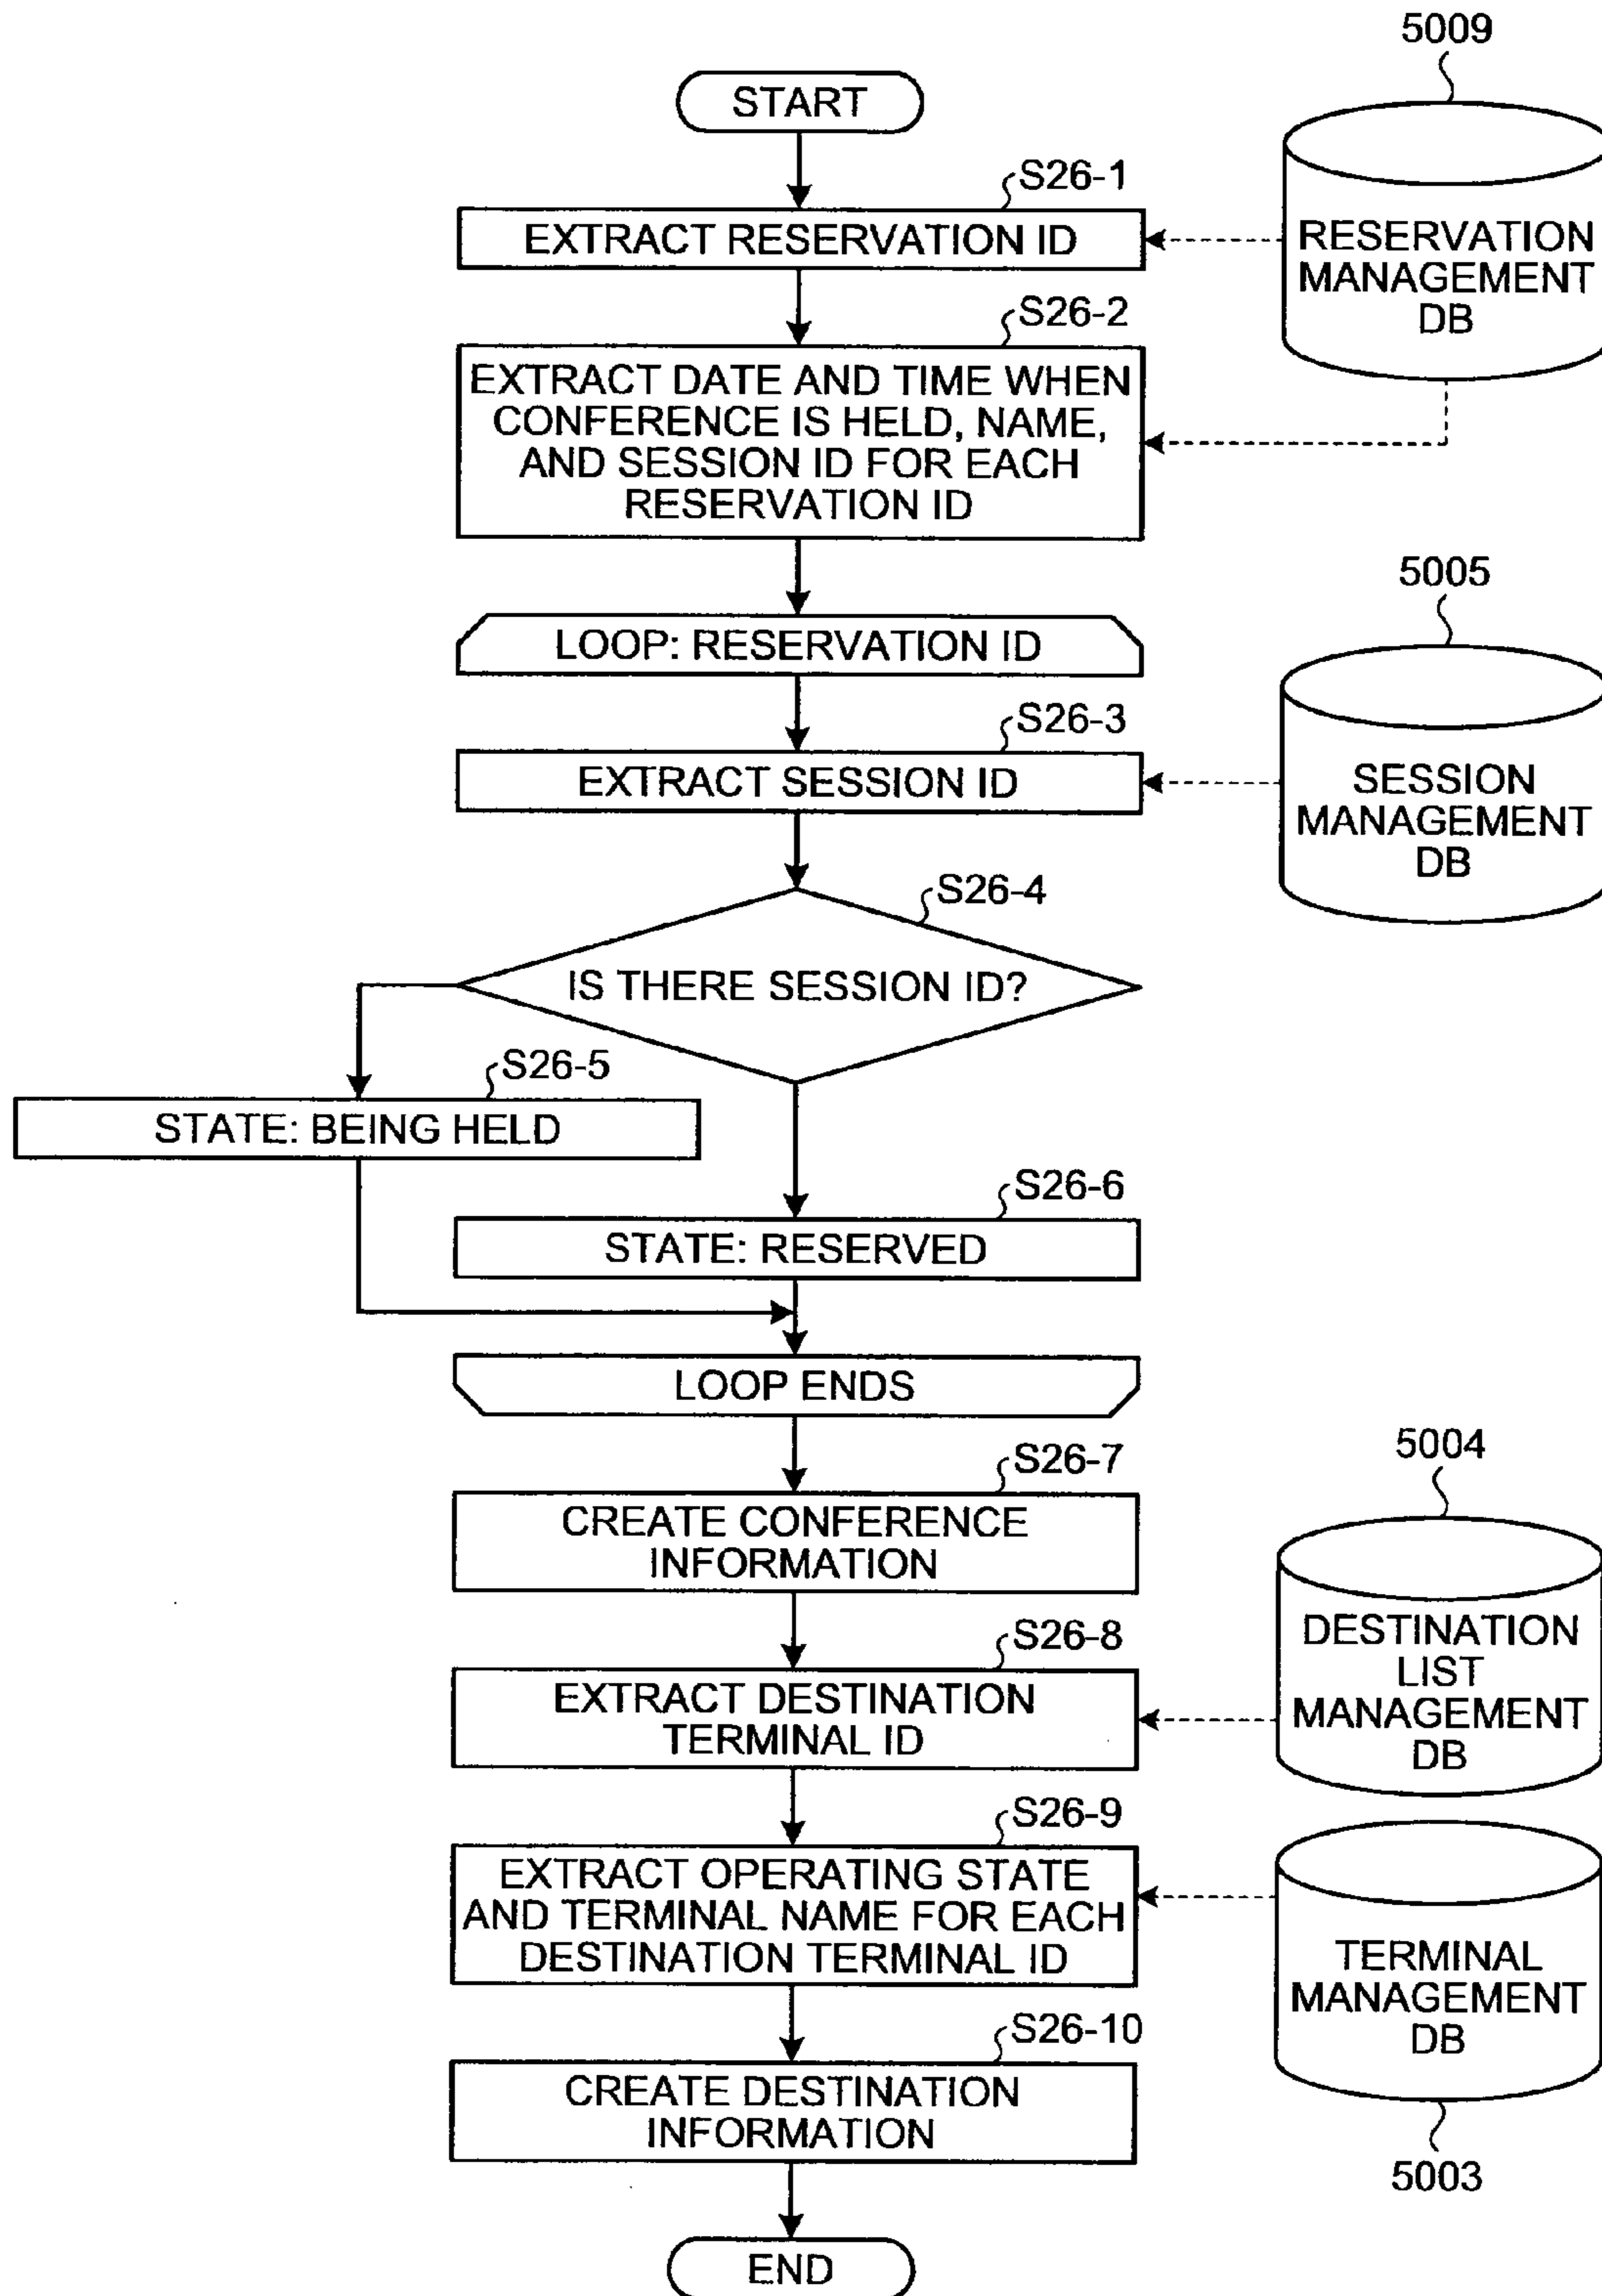 5009
START
S26-1
EXTRACT RESERVATION ID
RESERVATION
MANAGEMENT
DB
S26-2
EXTRACT DATE AND TIME WHEN
CONFERENCE IS HELD, NAME,
AND SESSION ID FOR EACH
RESERVATION ID
5005
LOOP: RESERVATION ID
S26-3
EXTRACT SESSION ID
SESSION
MANAGEMENT
DB
S26-4
IS THERE SESSION ID?
S26-5
STATE: BEING HELD
S26-6
STATE: RESERVED
LOOP ENDS
5004
S26-7
CREATE CONFERENCE
INFORMATION
S26-8
EXTRACT DESTINATION
TERMINAL ID
DESTINATION
LIST
MANAGEMENT
DB
S26-9
EXTRACT OPERATING STATE
AND TERMINAL NAME FOR EACH
DESTINATION TERMINAL ID
TERMINAL
MANAGEMENT
DB
S26-10
CREATE DESTINATION
INFORMATION
5003
END